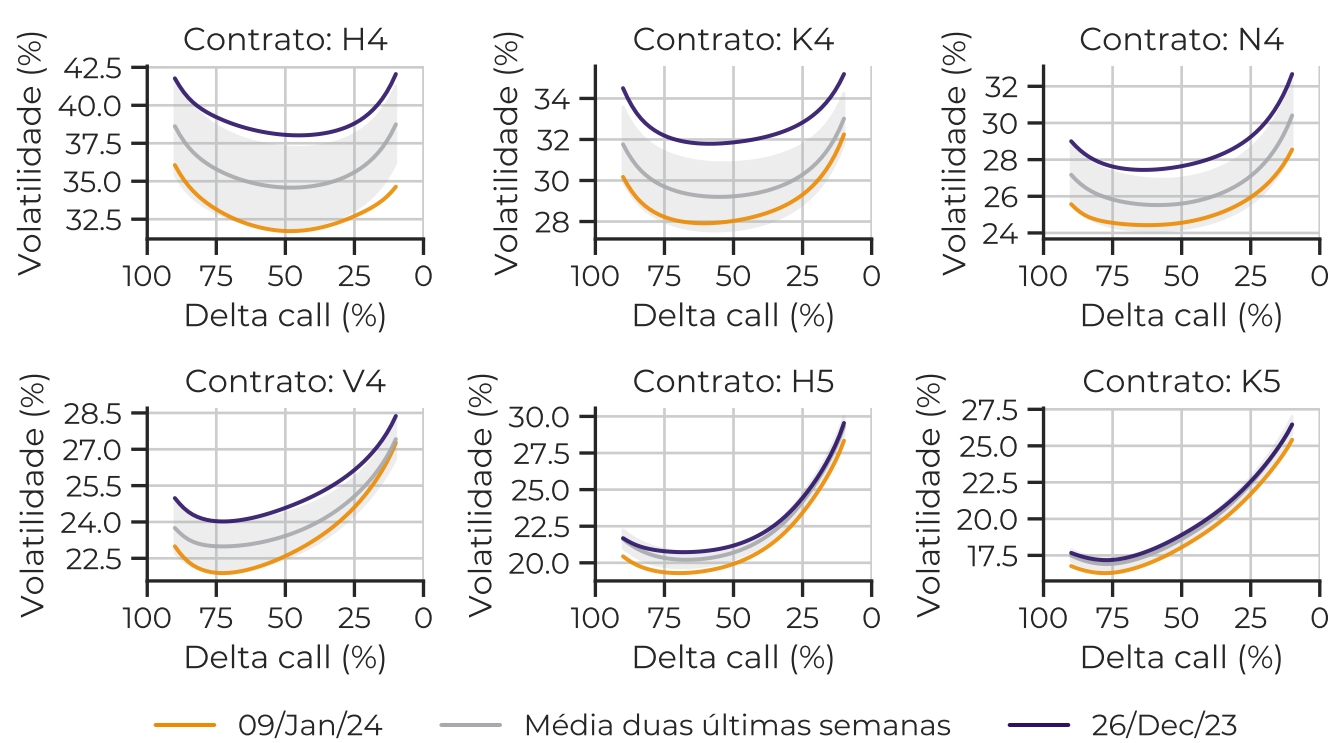 Contrato: H4
Volatilidade (%)
42.5
40.0
37.5
35.0
32.5
100 75 50 25 0
Delta call (%)
Contrato: K4
Volatilidade (%)
34
32
30
28
100 75 50 25 0
Delta call (%)
Contrato: N4
Volatilidade (%)
32
30
28
26
24
100 75 50 25 0
Delta call (%)
Contrato: V4
Volatilidade (%)
28.5
27.0
25.5
24.0
22.5
100 75 50 25 0
Delta call (%)
Contrato: H5
Volatilidade (%)
30.0
27.5
25.0
22.5
20.0
100 75 50 25 0
Delta call (%)
Contrato: K5
Volatilidade (%)
27.5
25.0
22.5
20.0
17.5
100 75 50 25 0
Delta call (%)
09/Jan/24 Média duas últimas semanas 26/Dec/23